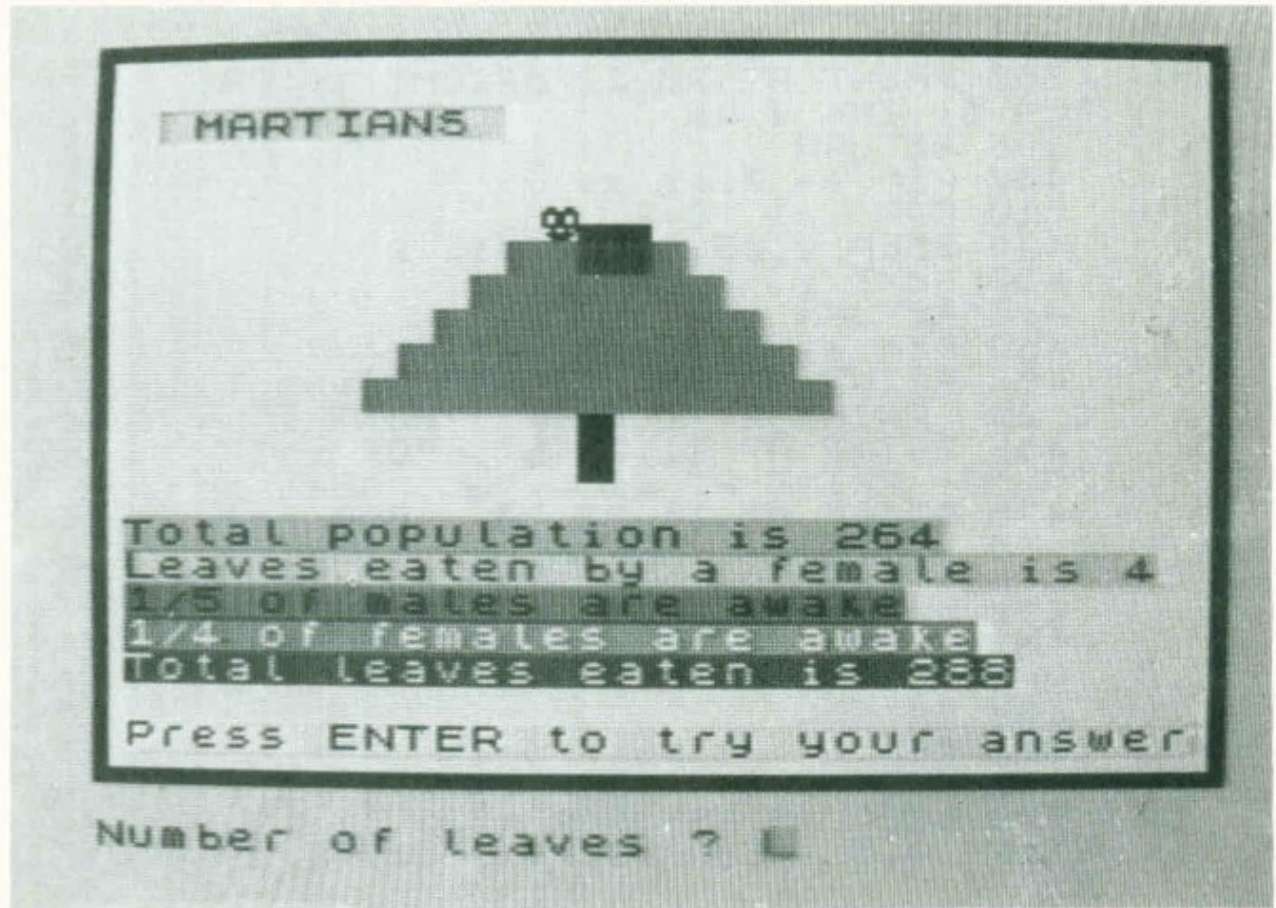 MARTIANS
Total population is 264
Leaves eaten by a female is 4
1/5 of males are awake
1/4 of females are awake
Total leaves eaten is 288
Press ENTER to try your answer
Number of leaves ? L